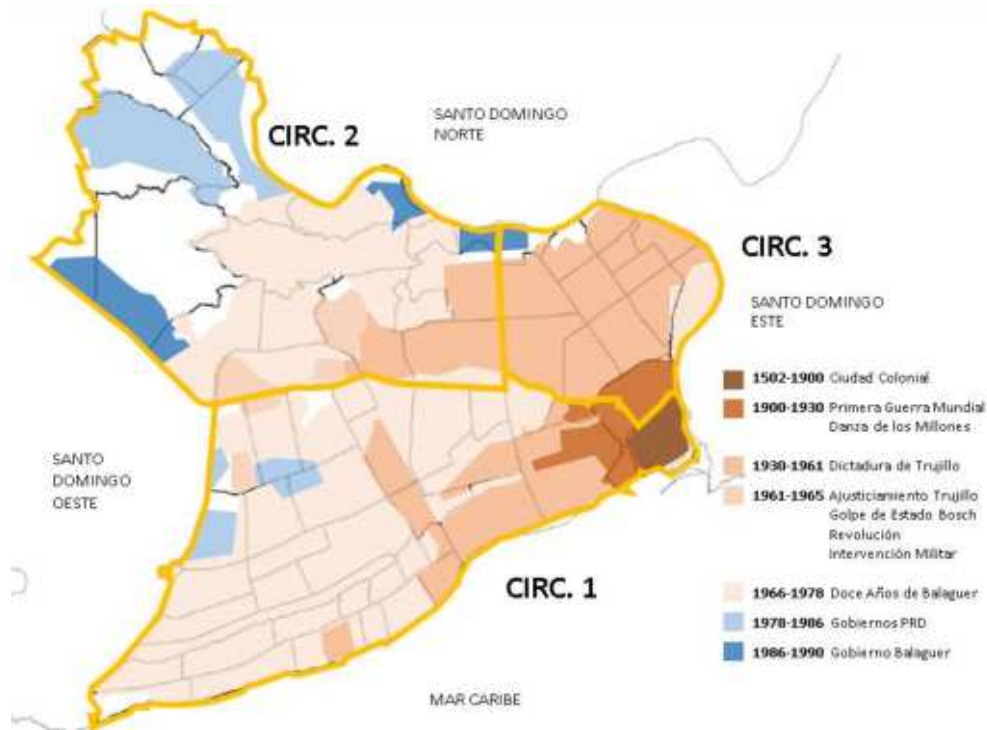 SANTO DOMINGO
NORTE
CIRC. 2
CIRC. 3
SANTO DOMINGO
ESTE
1502-1900 Ciudad Colonial
1900-1930 Primera Guerra Mundial
Danza de los Millones
SANTO
DOMINGO
OESTE
1930-1961 Dictadura de Trujillo
1961-1965 Ajusticiamiento Trujillo
Golpe de Estado Bosch
Revolución
Intervención Militar
CIRC. 1
1966-1978 Doce Años de Balaguer
1978-1986 Gobiernos PRD
1986-1990 Gobierno Balaguer
MAR CARIBE